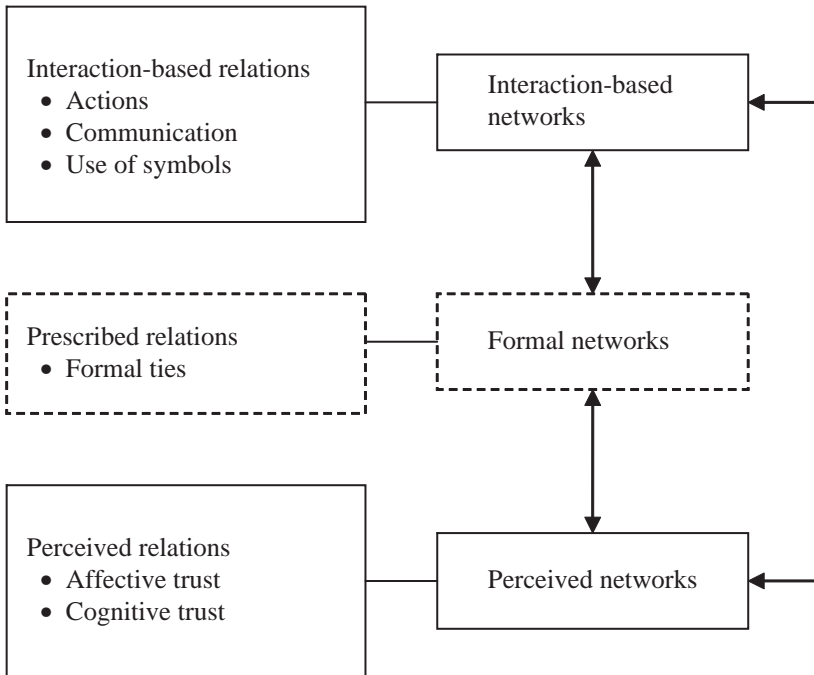 Interaction-based relations
• Actions
• Communication
• Use of symbols
Interaction-based
networks
Prescribed relations
• Formal ties
Formal networks
Perceived relations
• Affective trust
• Cognitive trust
Perceived networks